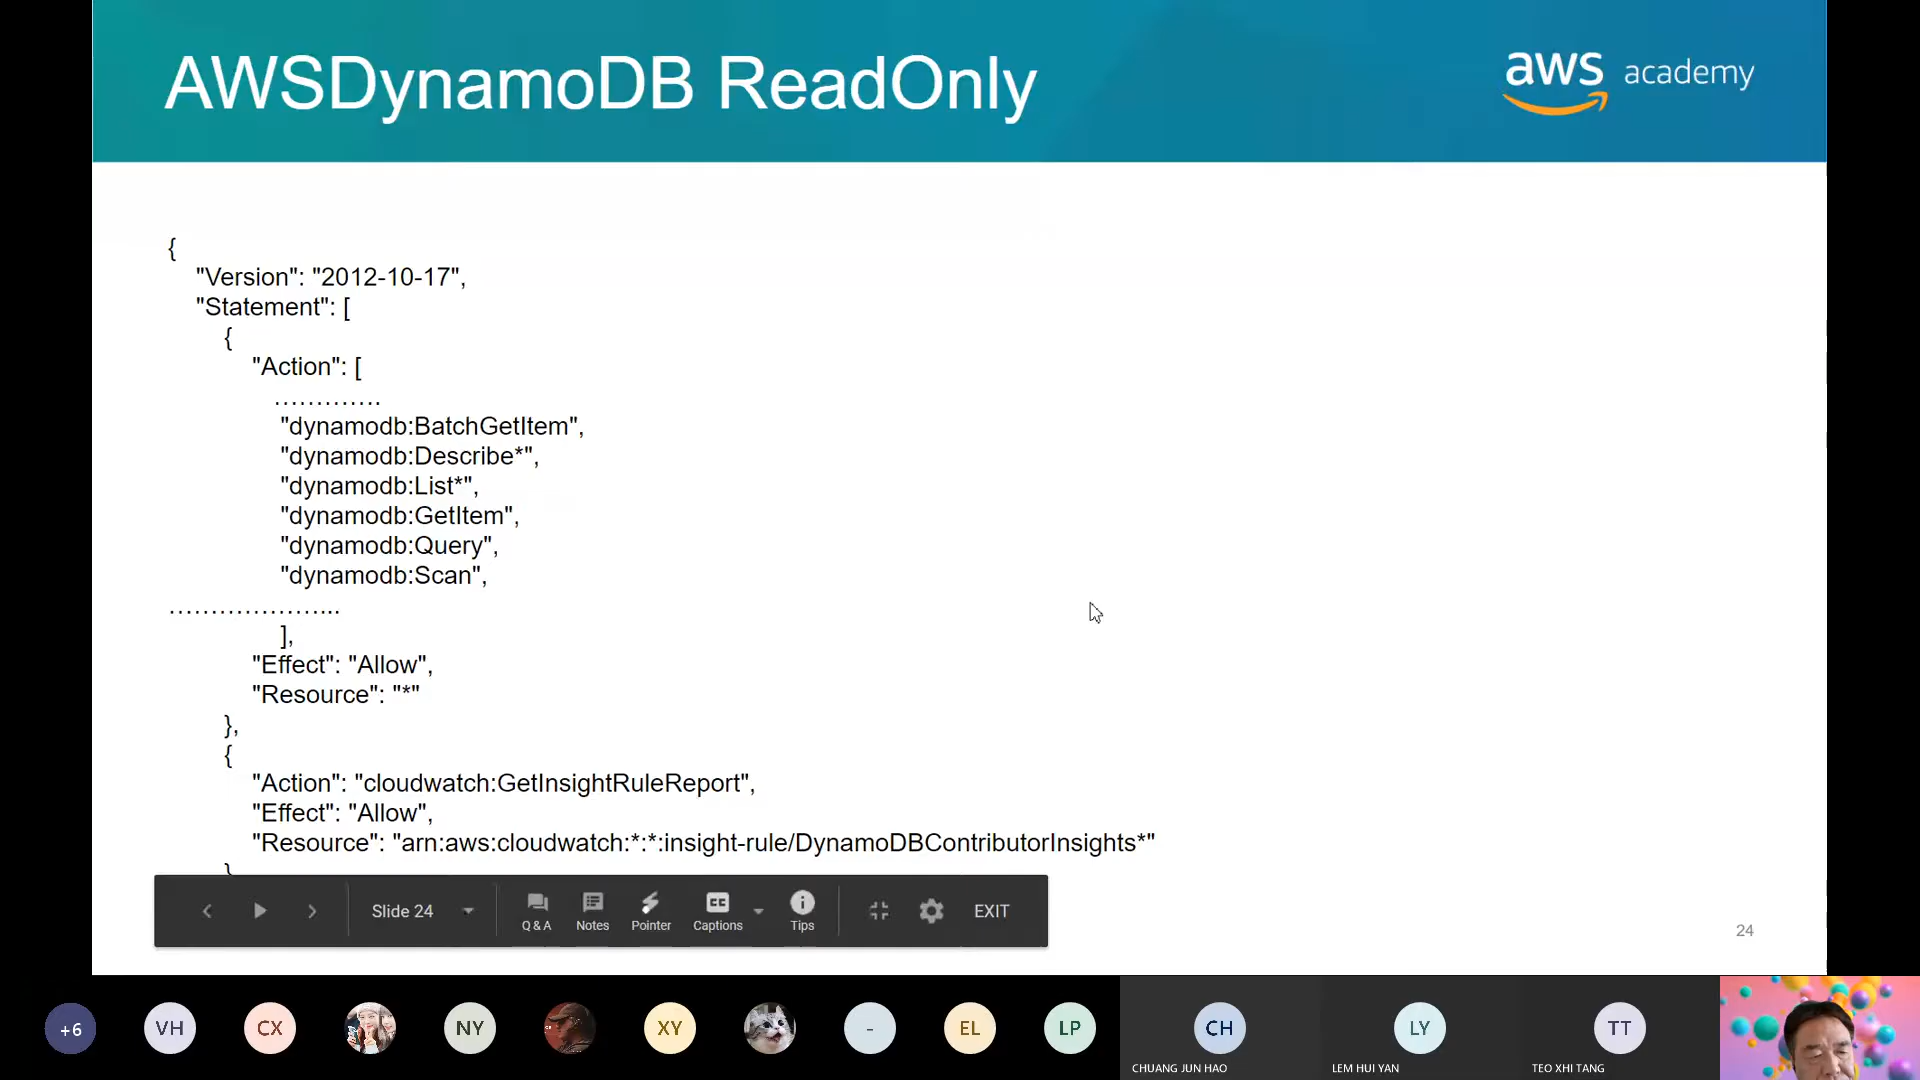 AWSDynamoDB ReadOnly
aws academy
{
"Version": "2012-10-17",
"Statement": [
{
"Action": [
………….
"dynamodb:BatchGetItem",
"dynamodb:Describe*",
"dynamodb:List*",
"dynamodb:GetItem",
"dynamodb:Query",
"dynamodb:Scan",
………………...
],
"Effect": "Allow",
"Resource": "*"
},
{
"Action": "cloudwatch:GetInsightRuleReport",
"Effect": "Allow",
"Resource": "arn:aws:cloudwatch:*:*:insight-rule/DynamoDBContributorInsights*"
}
Slide 24
Q & A
Notes
CC
Captions
Pointer
Tips
EXIT
24
+6
VH
CX
NY
XY
-
EL
LP
CH
LY
TT
CHUANG JUN HAO
LEM HUI YAN
TEO XHI TANG